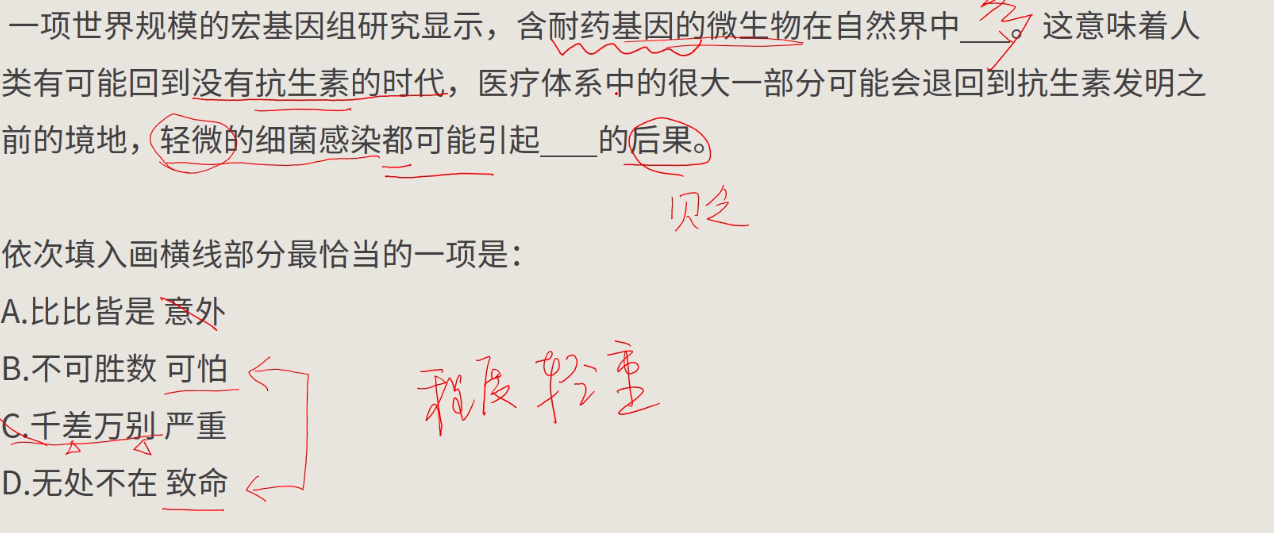 一项世界规模的宏基因组研究显示，含耐药基因的微生物在自然界中____。这意味着人
多
类有可能回到没有抗生素的时代，医疗体系中的很大一部分可能会退回到抗生素发明之
前的境地，轻微的细菌感染都可能引起____的后果。
贝乏
依次填入画横线部分最恰当的一项是：
A.比比皆是 意外
B.不可胜数 可怕
程度 轻重
C.千差万别 严重
D.无处不在 致命